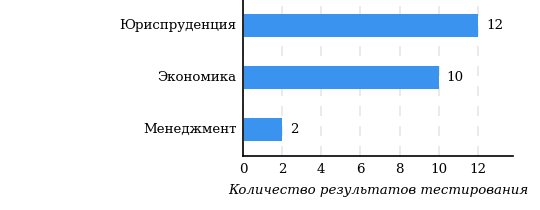 Юриспруденция 12
Экономика 10
Менеджмент 2
0 2 4 6 8 10 12
Количество результатов тестирования